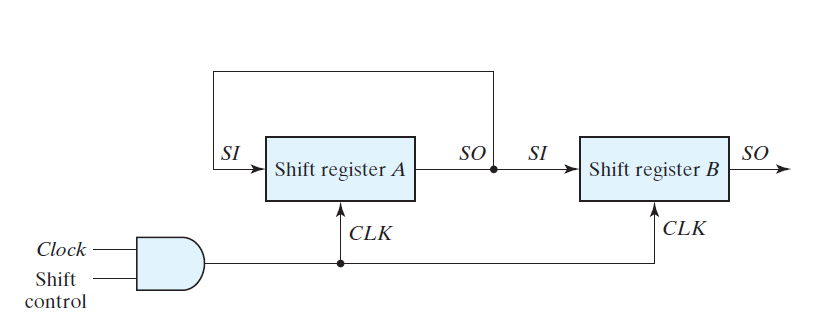 SI
Shift register A
SO
SI
Shift register B
SO
CLK
CLK
Clock
Shift
control